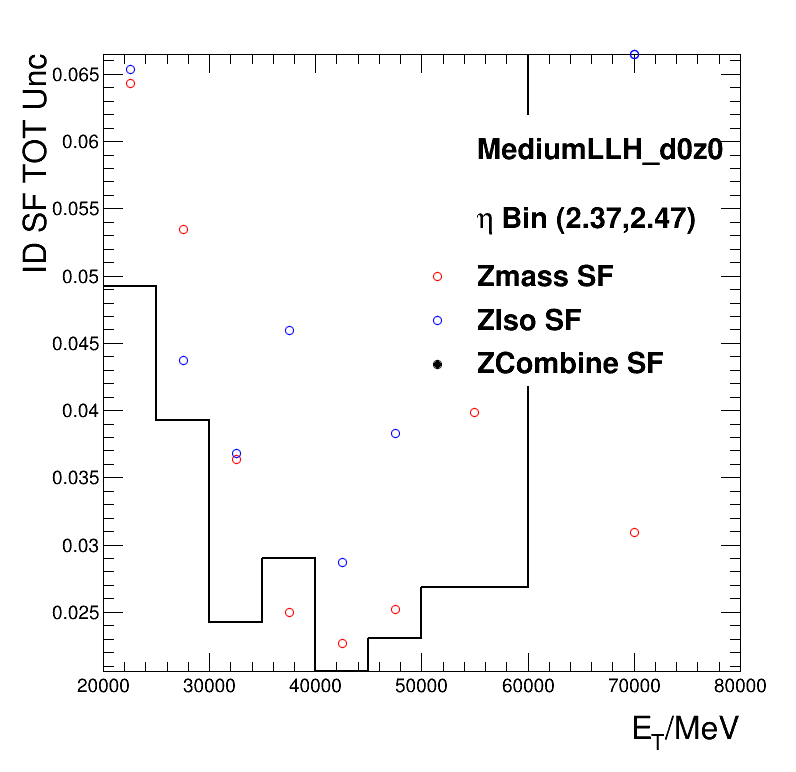 ID SF TOT Unc
0.065
0.06
0.055
0.05
0.045
0.04
0.035
0.03
0.025
MediumLLH_d0z0
η Bin (2.37,2.47)
Zmass SF
ZIso SF
ZCombine SF
20000 30000 40000 50000 60000 70000 80000
E_T/MeV